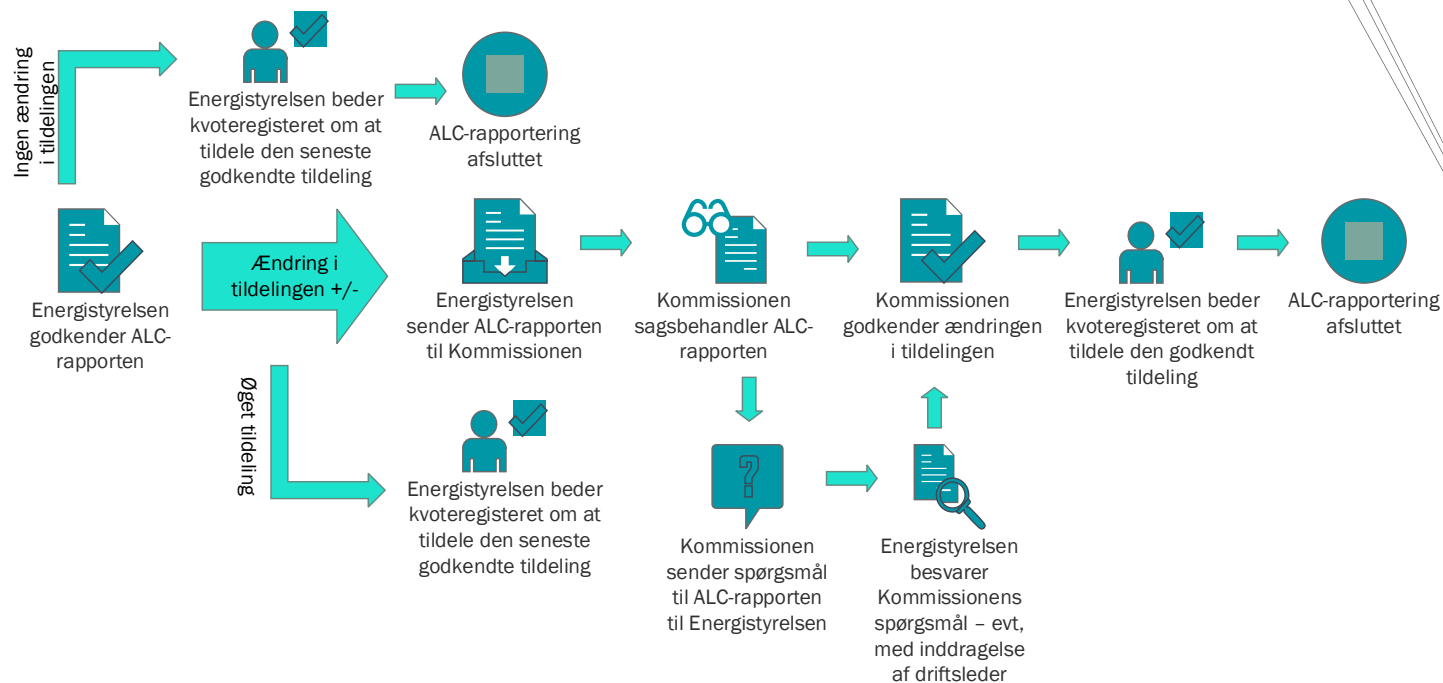 Ingen ændring
i tildelingen
Energistyrelsen beder
kvoteregisteret om at
tildele den seneste
godkendte tildeling
ALC-rapportering
afsluttet
Energistyrelsen
godkender ALC-
rapporten
Ændring i
tildelingen +/-
Energistyrelsen
sender ALC-rapporten
til Kommissionen
Kommissionen
sagsbehandler ALC-
rapporten
Kommissionen
godkender ændringen
i tildelingen
Energistyrelsen beder
kvoteregisteret om at
tildele den godkendt
tildeling
ALC-rapportering
afsluttet
Øget tildeling
Energistyrelsen beder
kvoteregisteret om at
tildele den seneste
godkendte tildeling
?
Kommissionen
sender spørgsmål
til ALC-rapporten
til Energistyrelsen
Energistyrelsen
besvarer
Kommissionens
spørgsmål – evt,
med inddragelse
af driftsleder